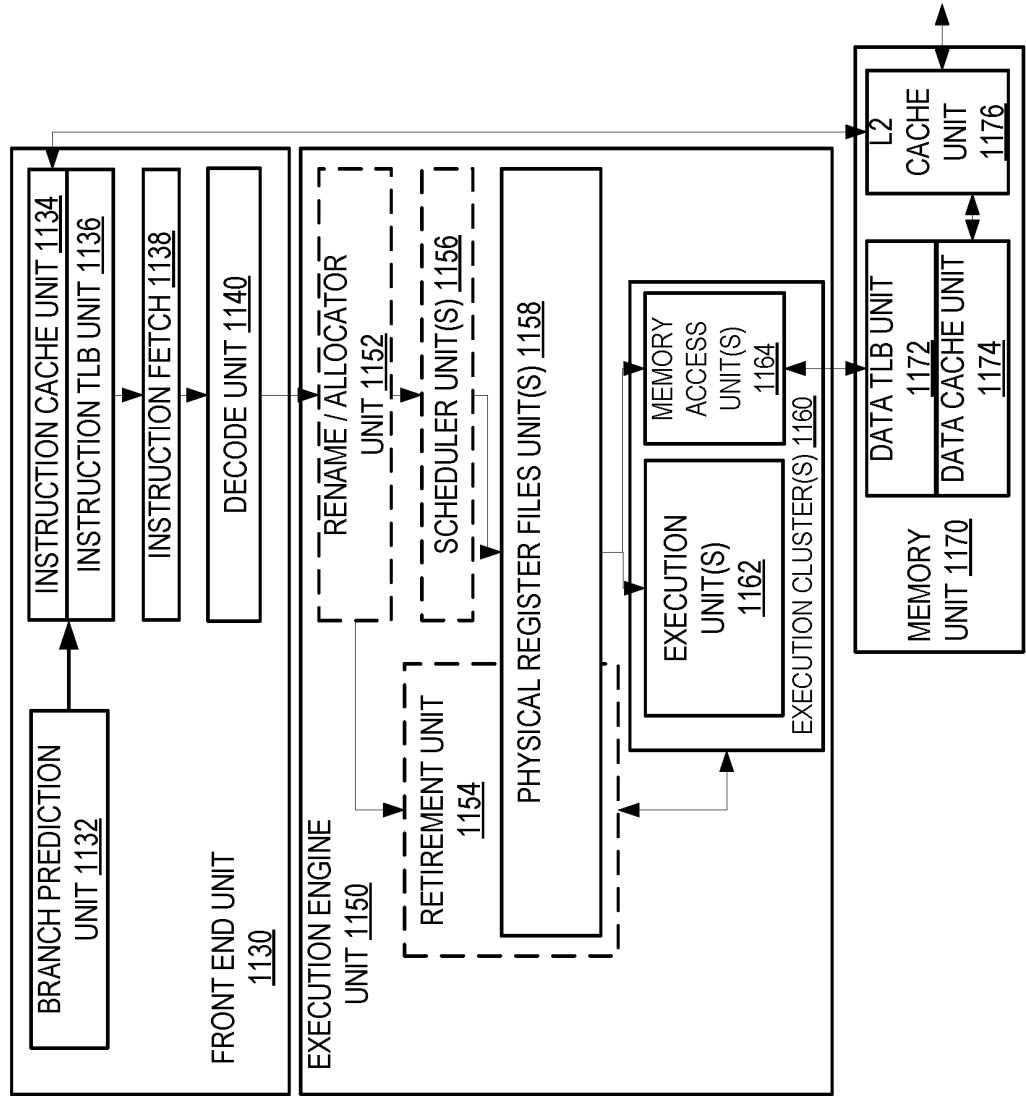 BRANCH PREDICTION
UNIT 1132
INSTRUCTION CACHE UNIT 1134
INSTRUCTION TLB UNIT 1136
INSTRUCTION FETCH 1138
DECODE UNIT 1140
FRONT END UNIT
1130
EXECUTION ENGINE
UNIT 1150
RENAME / ALLOCATOR
UNIT 1152
SCHEDULER UNIT(S) 1156
RETIREMENT UNIT
1154
PHYSICAL REGISTER FILES UNIT(S) 1158
EXECUTION
UNIT(S)
1162
MEMORY
ACCESS
UNIT(S)
1164
EXECUTION CLUSTER(S) 1160
MEMORY
UNIT 1170
DATA TLB UNIT
1172
DATA CACHE UNIT
1174
L2
CACHE
UNIT
1176